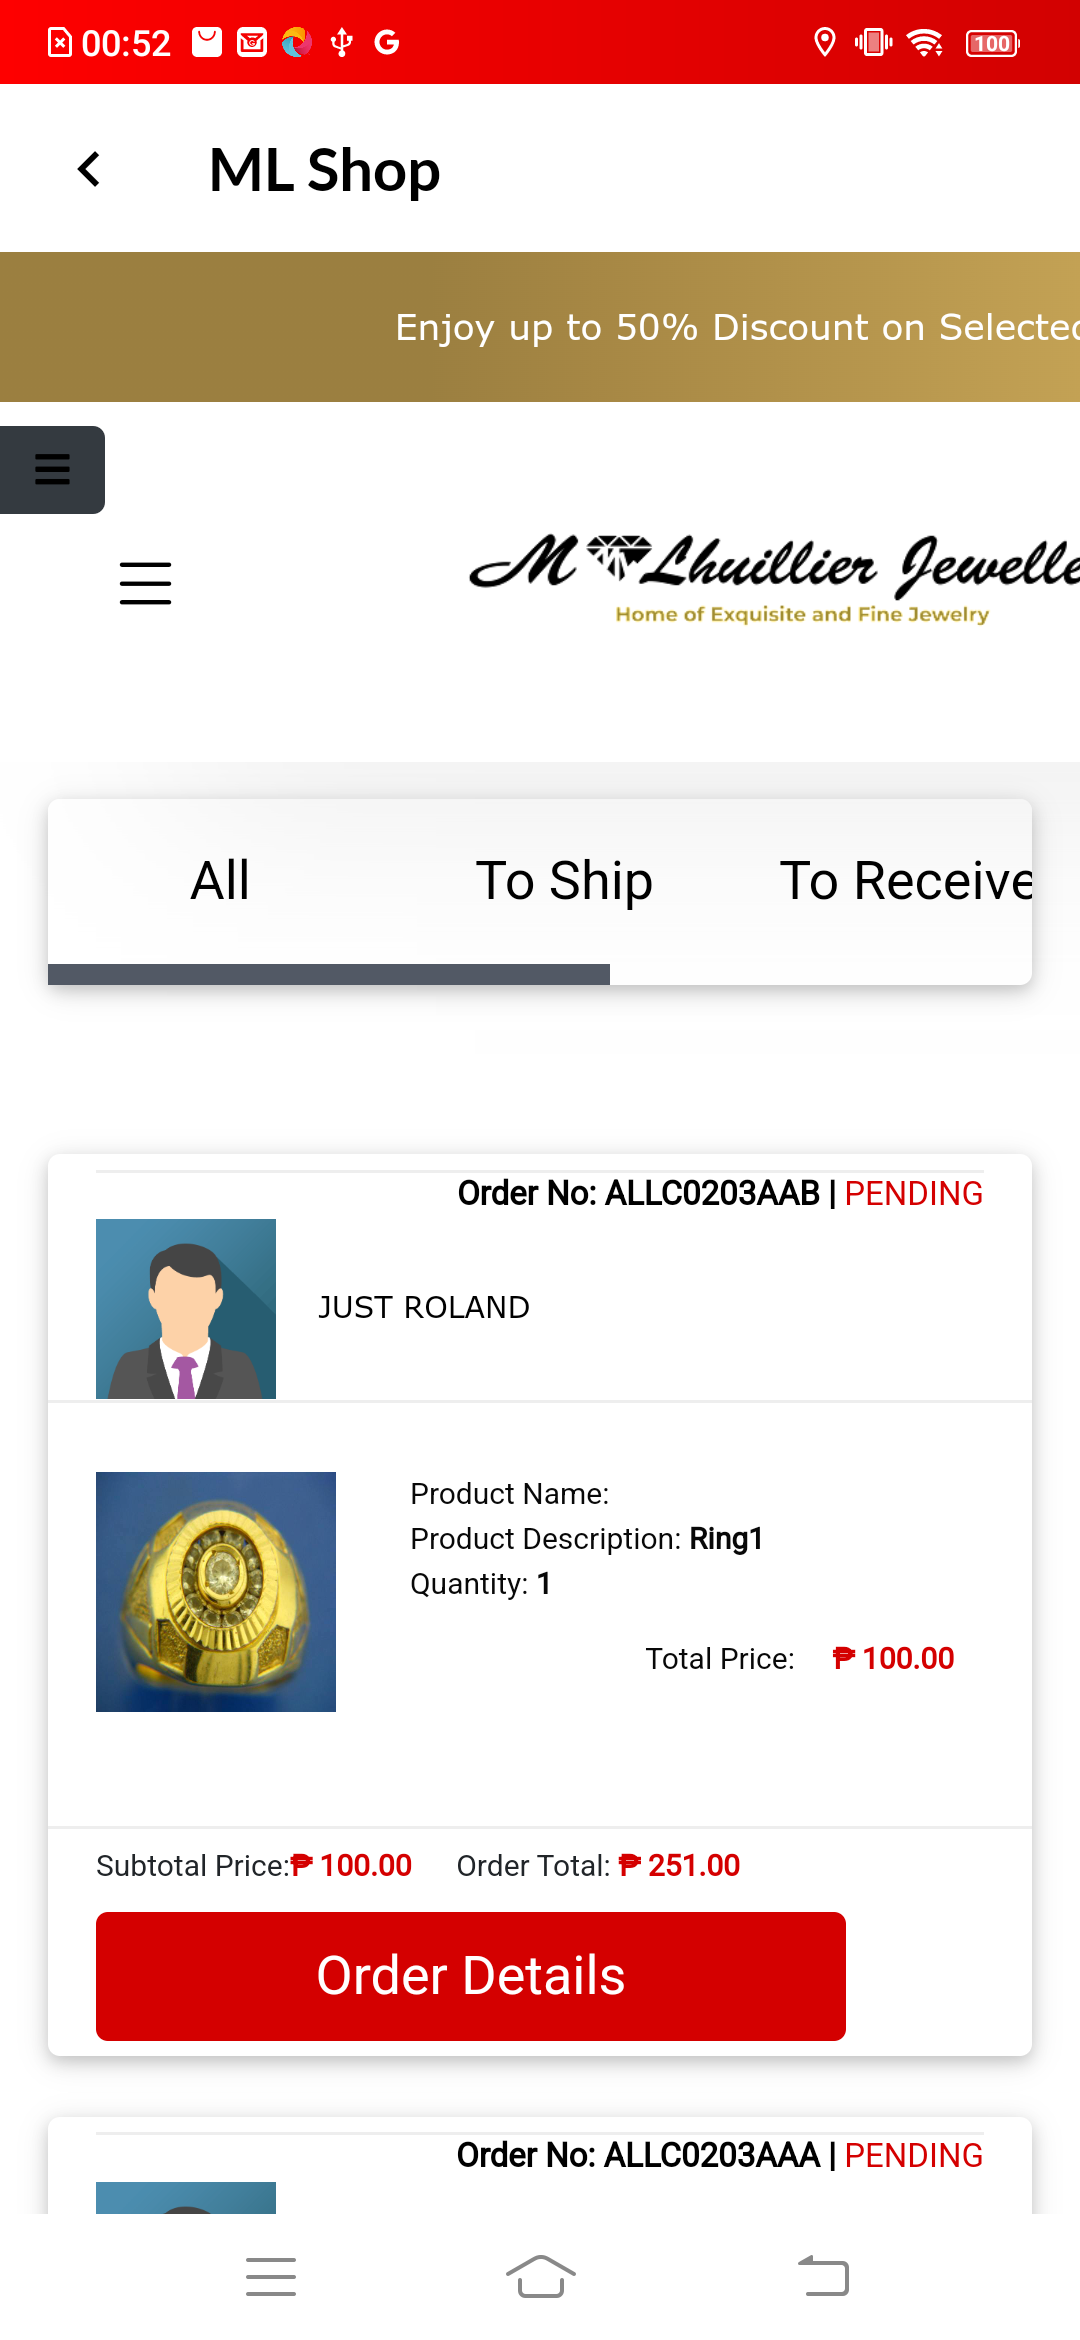 00:52
100
ML Shop
Enjoy up to 50% Discount on Selected
M Lhuillier Jewelle
Home of Exquisite and Fine Jewelry
All To Ship To Receive
Order No: ALLC0203AAB | PENDING
JUST ROLAND
Product Name:
Product Description: Ring1
Quantity: 1
Total Price: ₱ 100.00
Subtotal Price:₱ 100.00 Order Total: ₱ 251.00
Order Details
Order No: ALLC0203AAA | PENDING